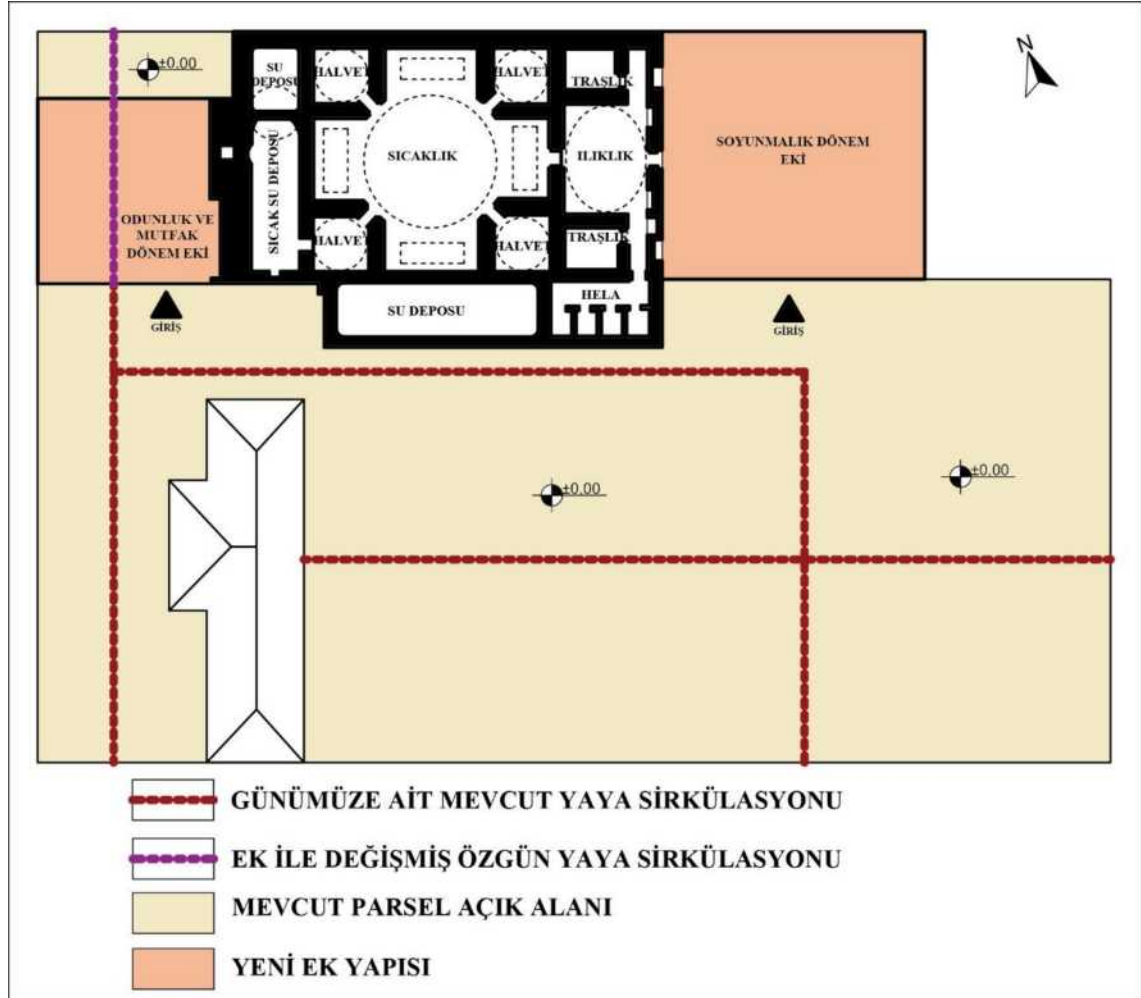 N
±0.00
SU
DEPOSU
HALVET
HALVET
TRAŞLIK
SICAKLIK
ILIKLIK
SOYUNMALIK DÖNEM
EKİ
SICAK SU DEPOSU
ODUNLUK VE
MUTFAK
DÖNEM EKİ
HALVET
HALVET
TRAŞLIK
HELA
SU DEPOSU
GİRİŞ
GİRİŞ
±0.00
±0.00
GÜNÜMÜZE AİT MEVCUT YAYA SİRKÜLASYONU
EK İLE DEĞİŞMİŞ ÖZGÜN YAYA SİRKÜLASYONU
MEVCUT PARSEL AÇIK ALANI
YENİ EK YAPISI